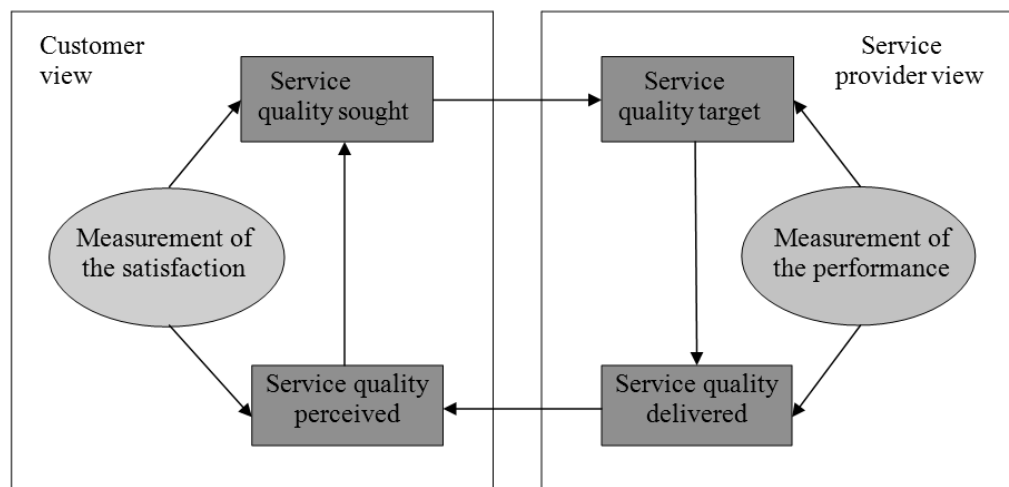 Customer
view
Service
quality sought
Measurement of
the satisfaction
Service quality
perceived
Service
provider view
Service
quality target
Measurement of
the performance
Service quality
delivered